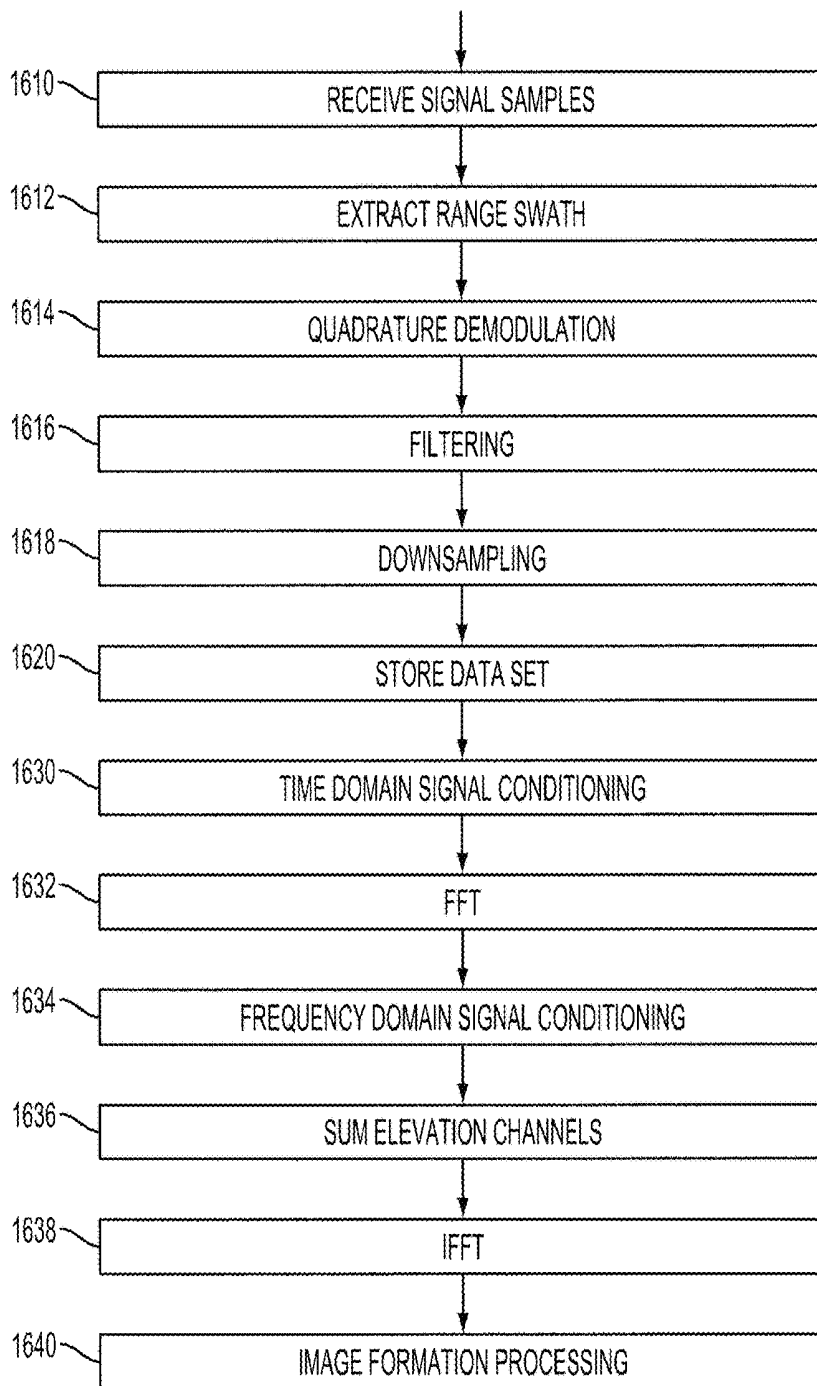 1610 RECEIVE SIGNAL SAMPLES
1612 EXTRACT RANGE SWATH
1614 QUADRATURE DEMODULATION
1616 FILTERING
1618 DOWNSAMPLING
1620 STORE DATA SET
1630 TIME DOMAIN SIGNAL CONDITIONING
1632 FFT
1634 FREQUENCY DOMAIN SIGNAL CONDITIONING
1636 SUM ELEVATION CHANNELS
1638 IFFT
1640 IMAGE FORMATION PROCESSING